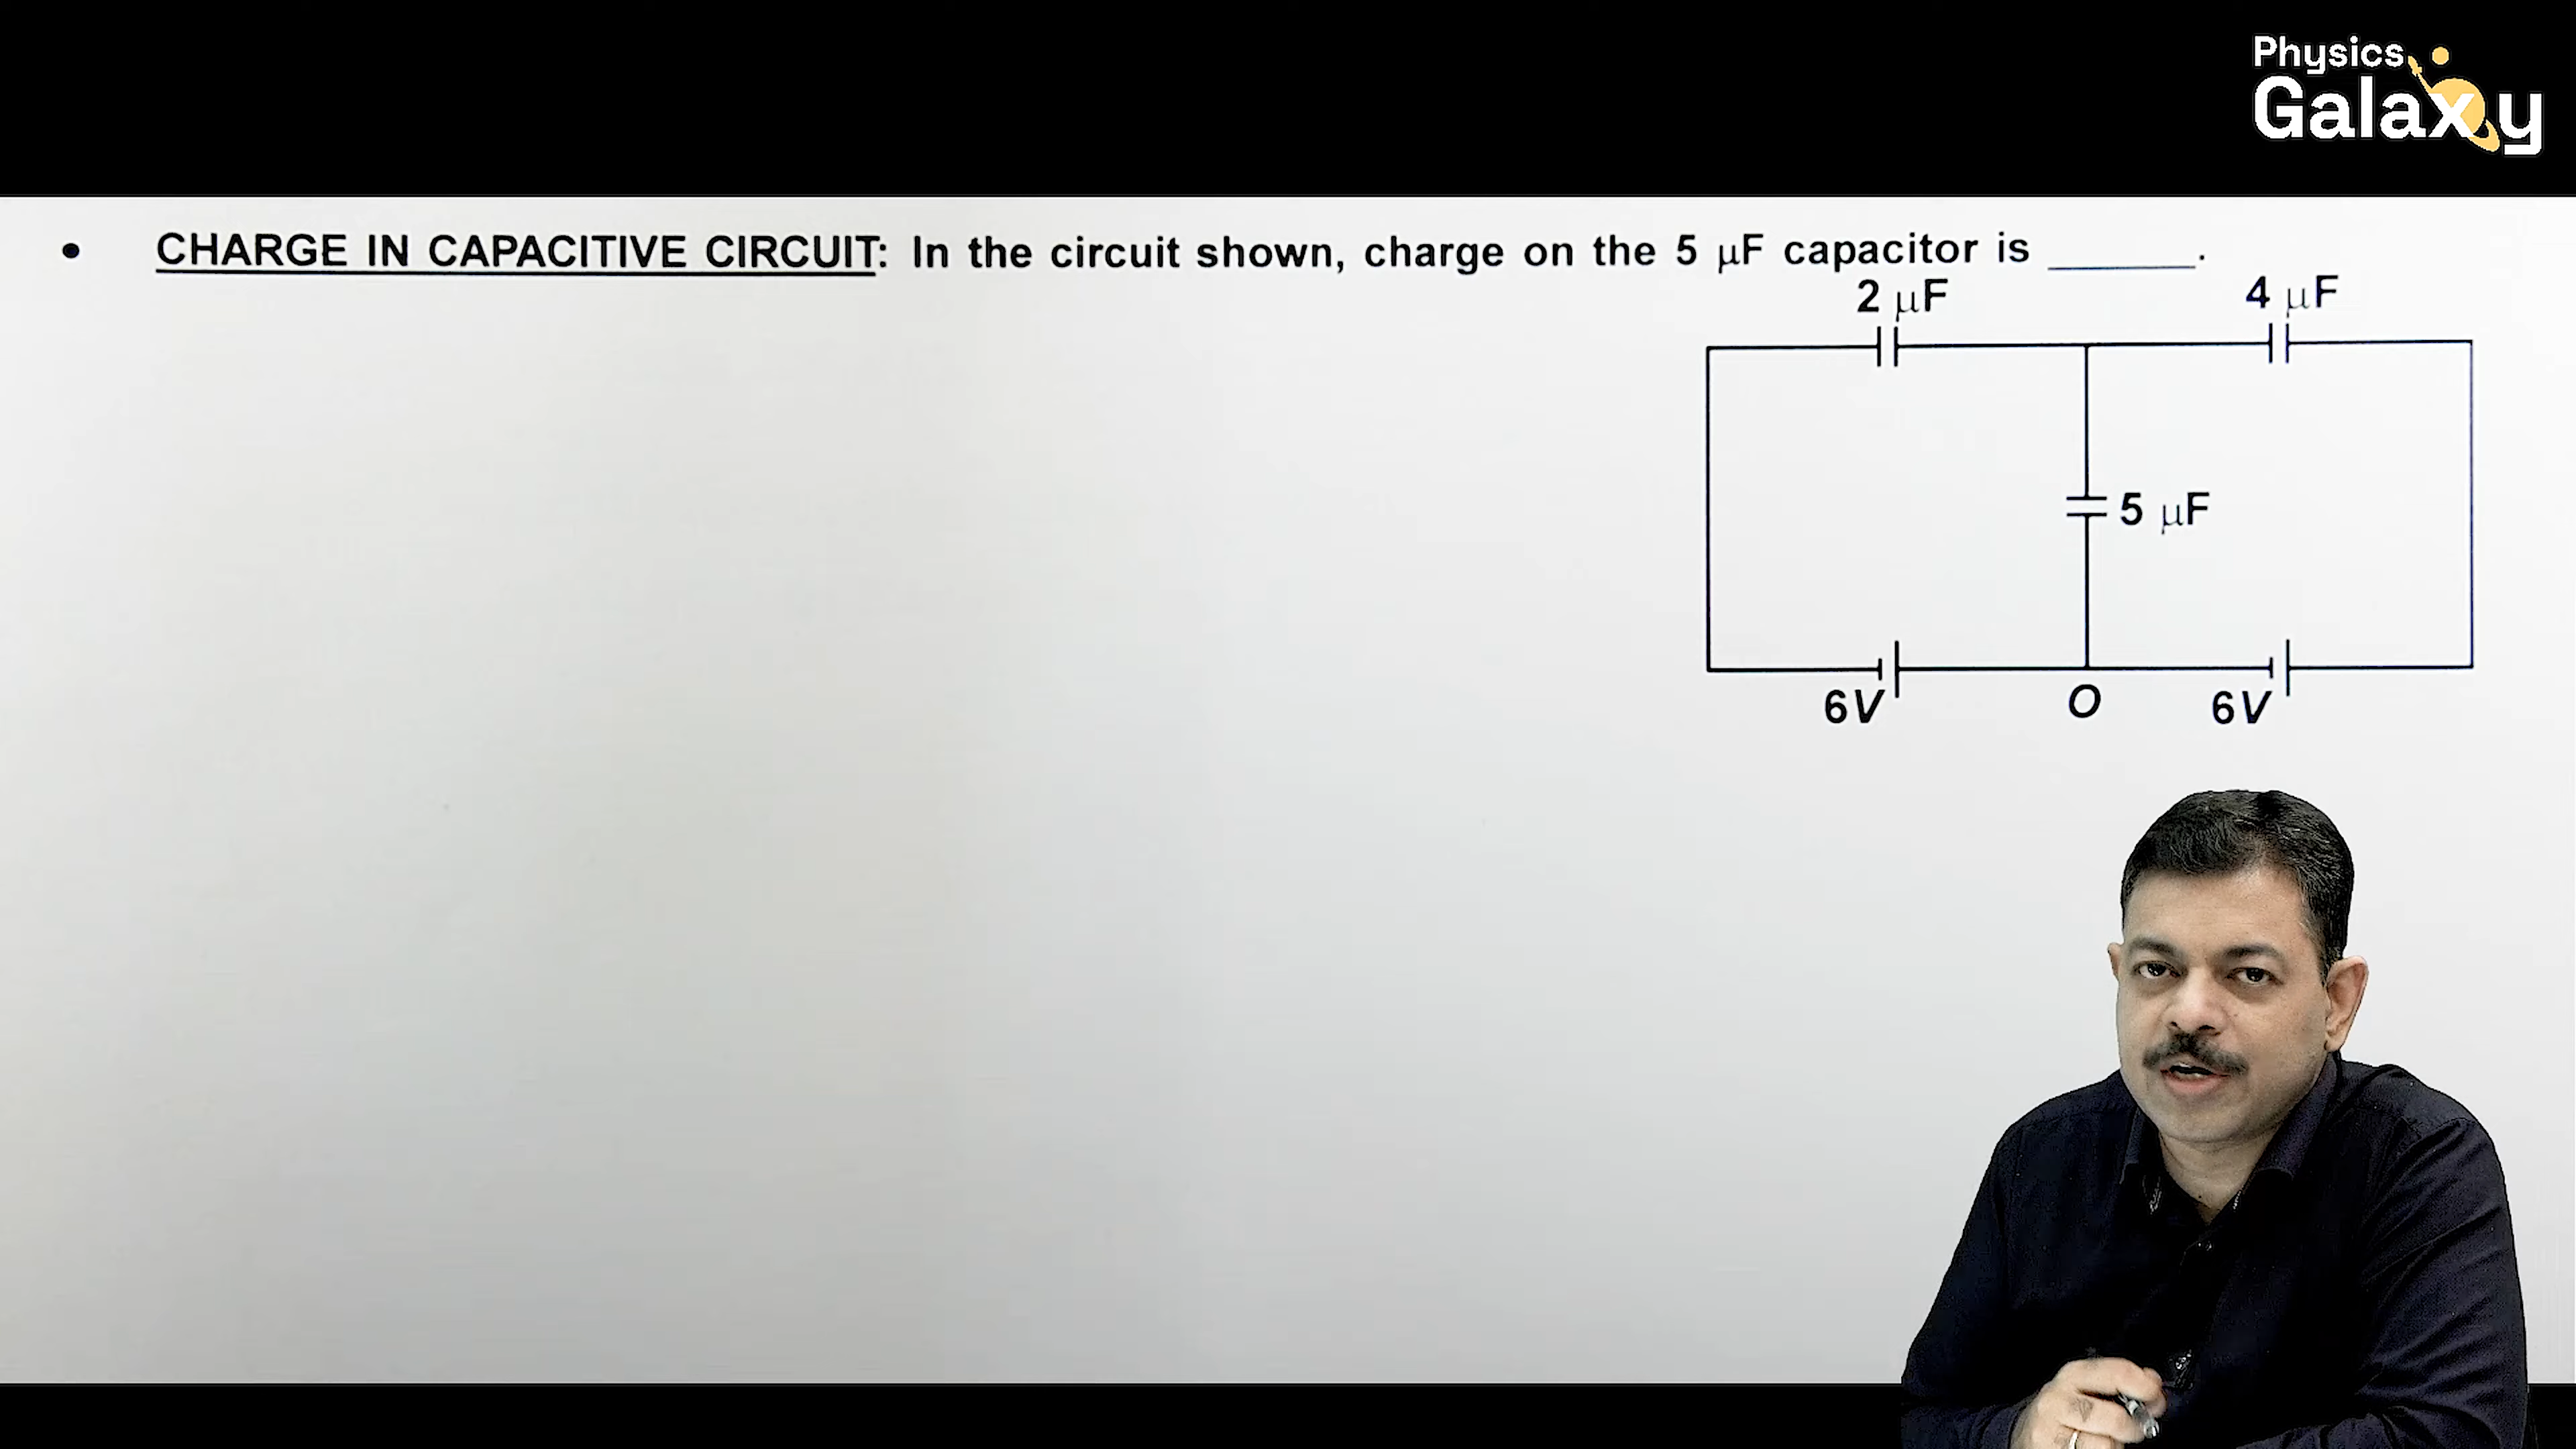 Physics
Galaxy
• CHARGE IN CAPACITIVE CIRCUIT: In the circuit shown, charge on the 5 μF capacitor is ______.
2 μF
4 μF
5 μF
6V
O
6V